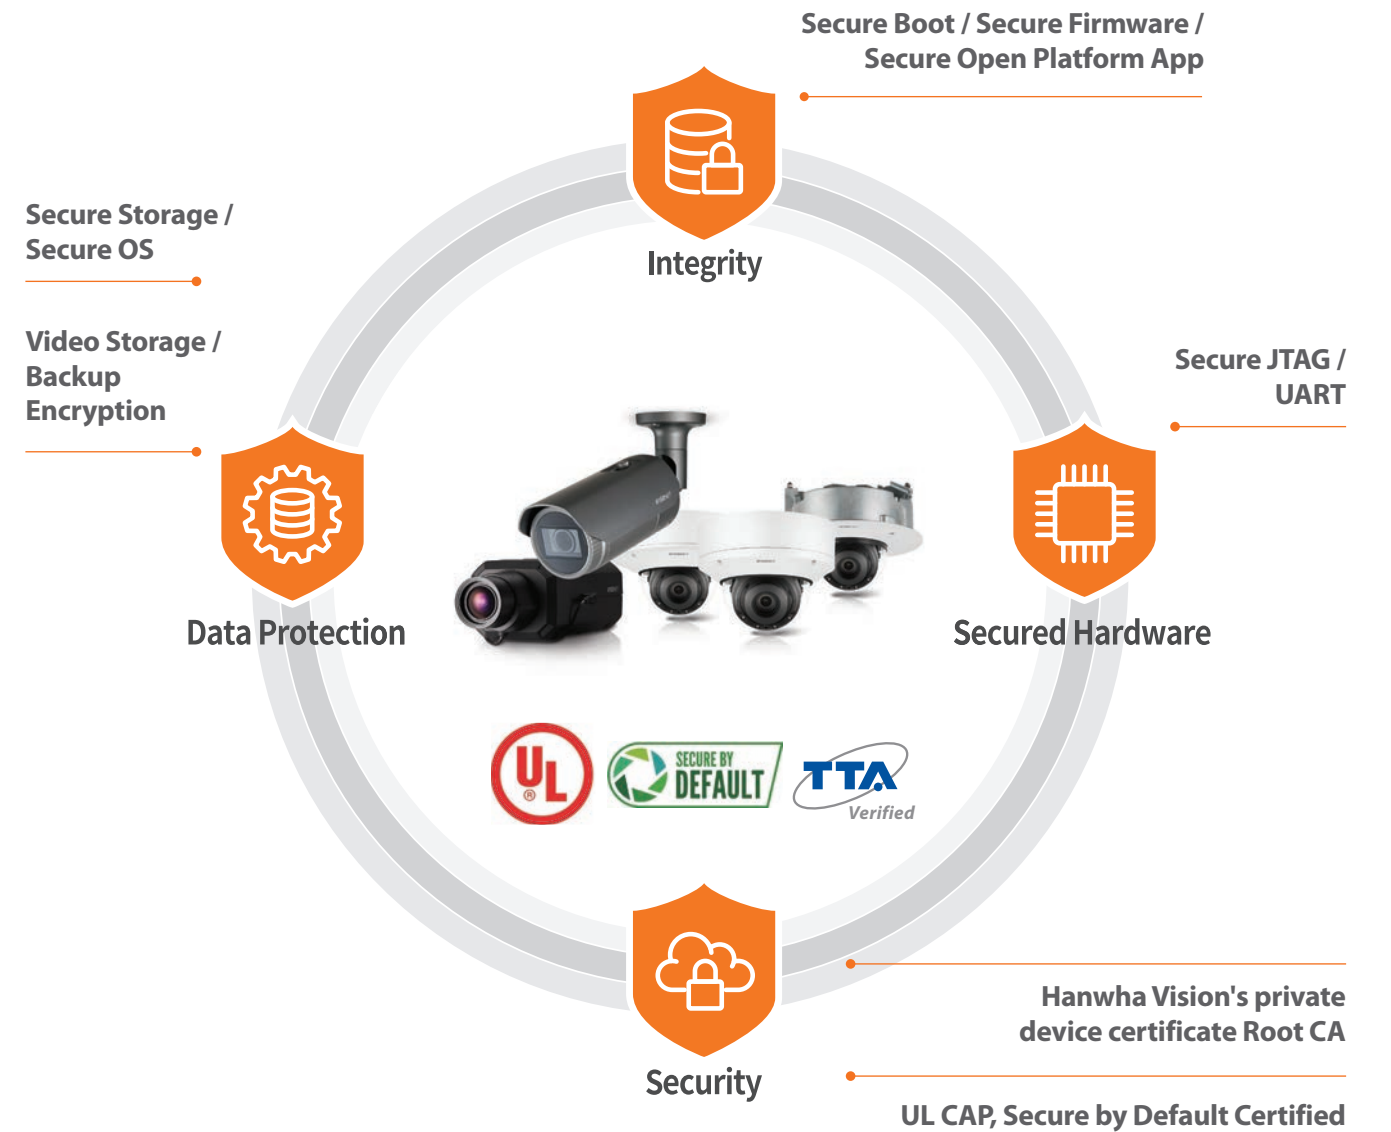 Secure Boot / Secure Firmware /
Secure Open Platform App
Integrity
Secure Storage /
Secure OS
Video Storage /
Backup
Encryption
Data Protection
Secure JTAG /
UART
Secured Hardware
UL
®
SECURE BY
DEFAULT
TTA
Verified
Security
Hanwha Vision's private
device certificate Root CA
UL CAP, Secure by Default Certified